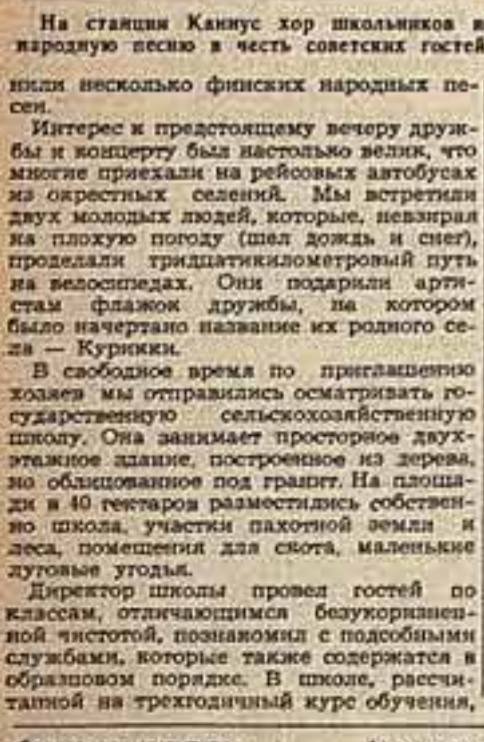 На станции Каннус хор школьников и
народную песню в честь советских гостей
нили несколько финских народных пе-
сен.
Интерес к предстоящему вечеру друж-
бы и концерту был настолько велик, что
многие приехали на рейсовых автобусах
из окрестных селений. Мы встретили
двух молодых людей, которые, невзирая
на плохую погоду (шел дождь и снег),
проделали тридцатикилометровый путь
на велосипедах. Они подарили арти-
стам флажок дружбы, на котором
было начертано название их родного се-
ла — Курикки.
В свободное время по приглашению
хозяев мы отправились осматривать го-
сударственную сельскохозяйственную
школу. Она занимает просторное двух-
этажное здание, построенное из дерева,
но облицованное под гранит. На площа-
ди в 40 гектаров разместились собствен-
но школа, участки пахотной земли и
леса, помещения для скота, маленькие
луговые угодья.
Директор школы провел гостей по
классам, отличающимся безукоризнен-
ной чистотой, познакомил с подсобными
службами, которые также содержатся в
образцовом порядке. В школе, рассчи-
танной на трехгодичный курс обучения,